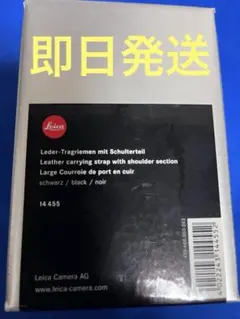 即日発送
Leica
Leder-Tragriemen mit Schulterteil
Leather carrying strap with shoulder section
Large Courroie de port en cuir
schwarz / black / noir
14 455
Leica Camera AG
www.leica-camera.com
4022243144552